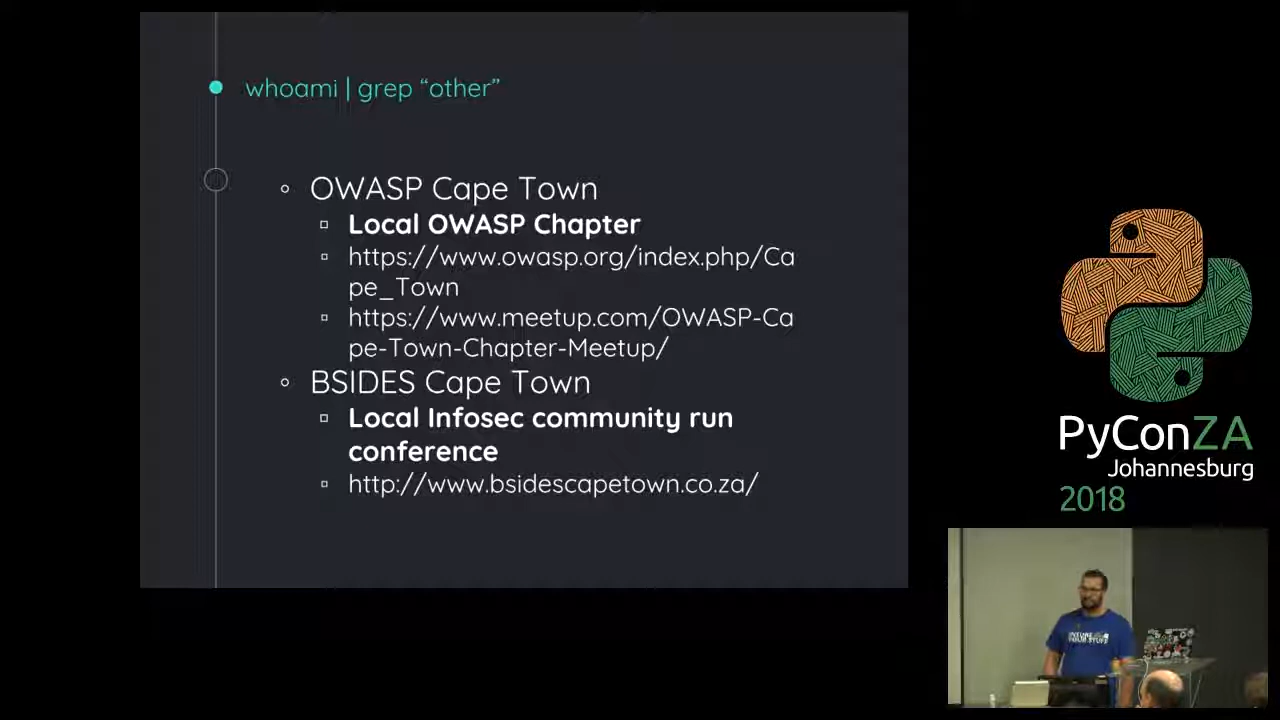 whoami | grep “other”
OWASP Cape Town
Local OWASP Chapter
https://www.owasp.org/index.php/Ca
pe_Town
https://www.meetup.com/OWASP-Ca
pe-Town-Chapter-Meetup/
BSIDES Cape Town
Local Infosec community run
conference
http://www.bsidescapetown.co.za/
PyConZA
Johannesburg
2018